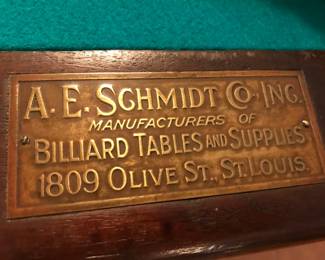 A. E. SCHMIDT CO. INC.
MANUFACTURERS OF
BILLIARD TABLES AND SUPPLIES
1809 OLIVE ST., ST. LOUIS.